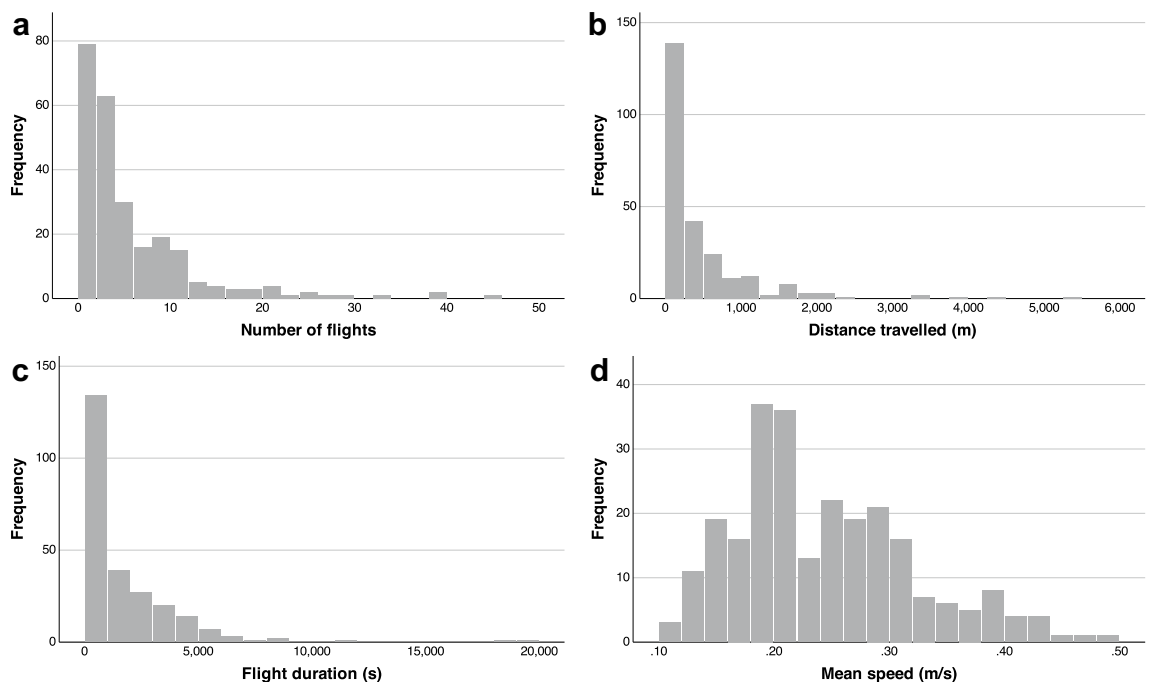 a
Frequency
80
60
40
20
0
0 10 20 30 40 50
Number of flights
b
Frequency
150
100
50
0
0 1,000 2,000 3,000 4,000 5,000 6,000
Distance travelled (m)
c
Frequency
150
100
50
0
0 5,000 10,000 15,000 20,000
Flight duration (s)
d
Frequency
40
30
20
10
0
.10 .20 .30 .40 .50
Mean speed (m/s)